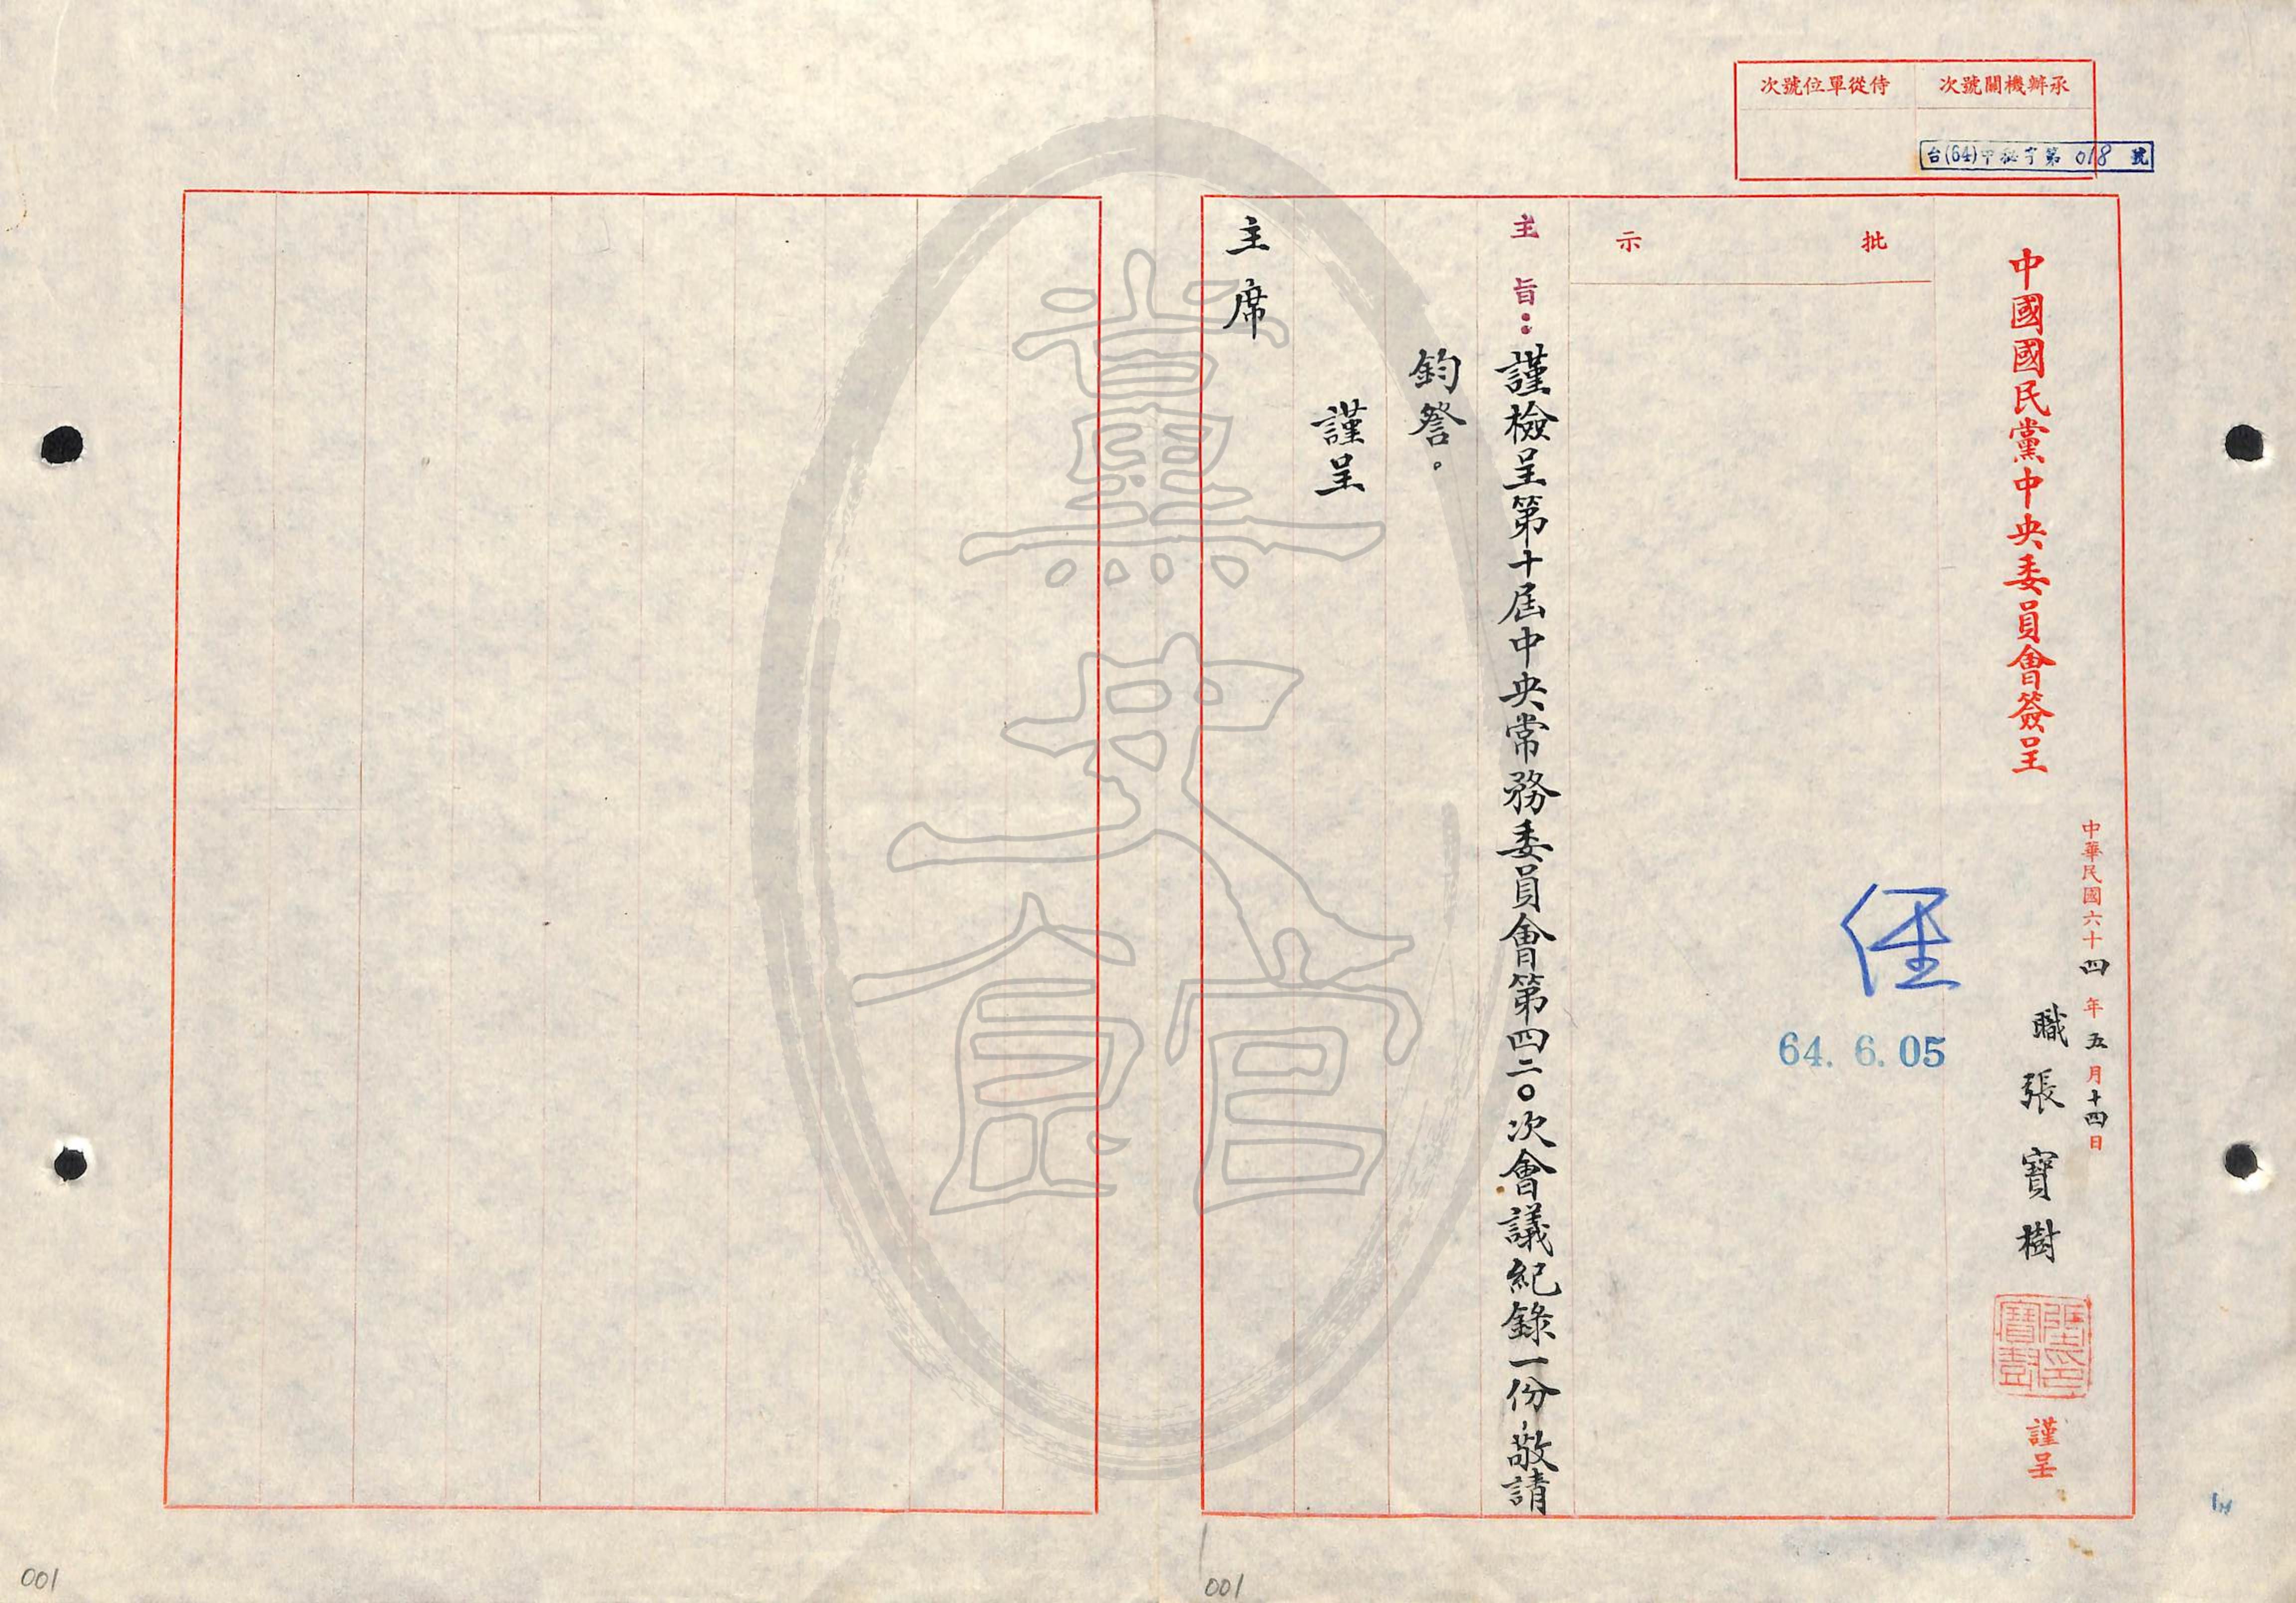 承辦機關號次
侍從單位號次
台(64)中秘字第018號
中國國民黨中央委員會簽呈
中華民國六十四年五月十四日
職張寶樹
張寶樹印
謹呈
批示
64. 6. 05
主旨：謹檢呈第十屆中央常務委員會第四二〇次會議紀錄一份，敬請
鈞詧。
謹呈
主席
黨史館
001
001